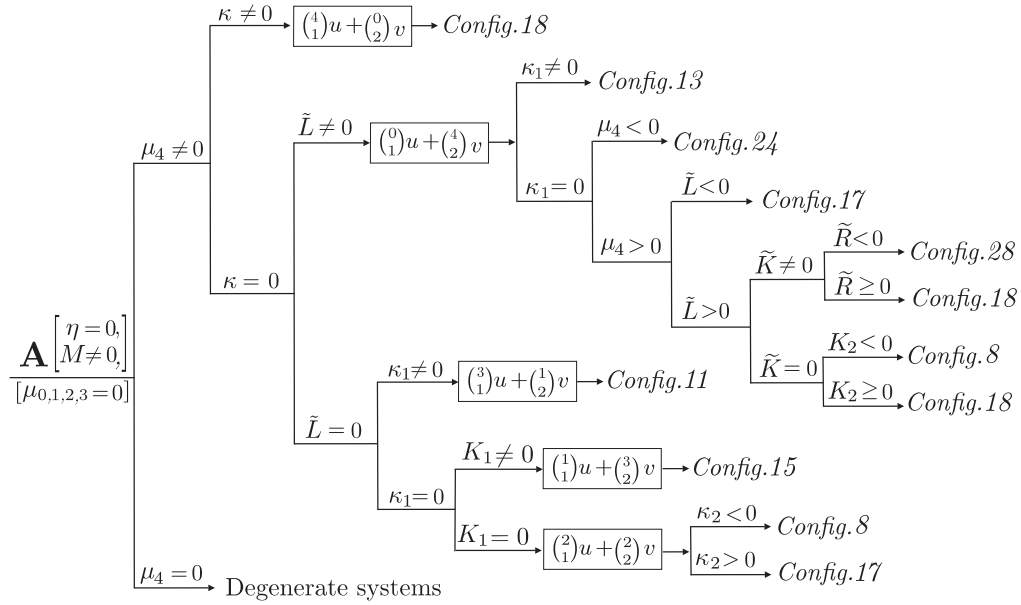 κ ≠ 0
(4 1)u + (0 2)v
Config.18
μ₄ ≠ 0
L̃ ≠ 0
(0 1)u + (4 2)v
κ₁ ≠ 0
Config.13
κ₁ = 0
μ₄ < 0
Config.24
μ₄ > 0
L̃ < 0
Config.17
L̃ > 0
K̃ ≠ 0
R̃ < 0
Config.28
R̃ ≥ 0
Config.18
K̃ = 0
K₂ < 0
Config.8
K₂ ≥ 0
Config.18
κ = 0
A [η = 0,
M ≠ 0,]
[μ₀,₁,₂,₃ = 0]
L̃ = 0
κ₁ ≠ 0
(3 1)u + (1 2)v
Config.11
κ₁ = 0
K₁ ≠ 0
(1 1)u + (3 2)v
Config.15
K₁ = 0
(2 1)u + (2 2)v
κ₂ < 0
Config.8
κ₂ > 0
Config.17
μ₄ = 0
Degenerate systems